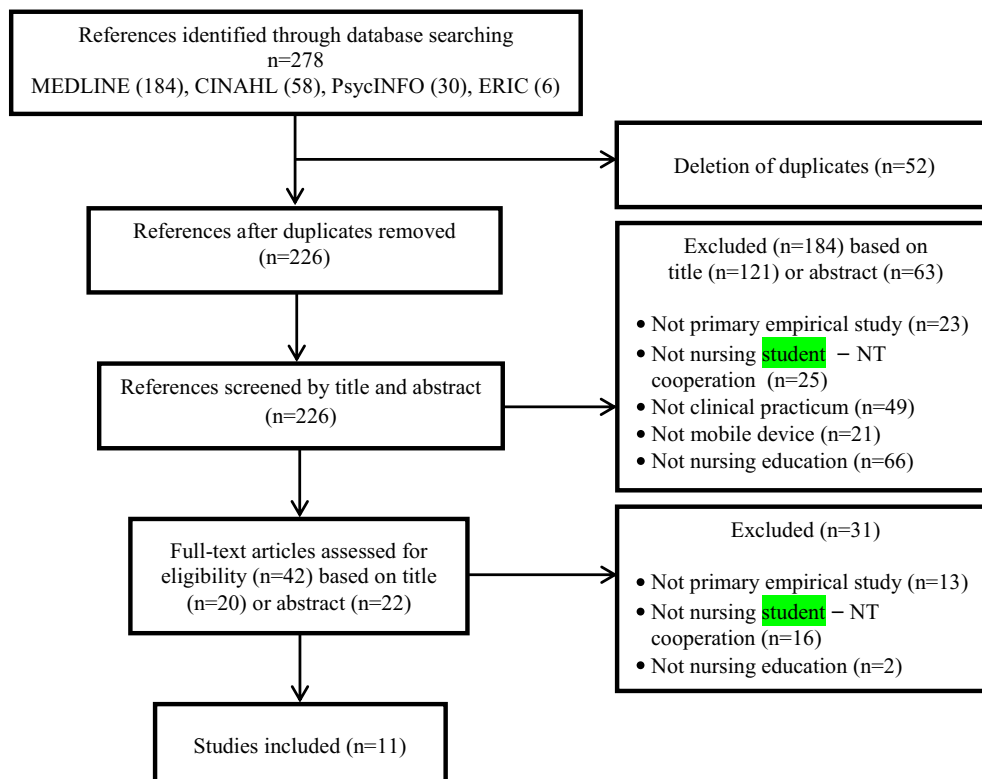 References identified through database searching
n=278
MEDLINE (184), CINAHL (58), PsycINFO (30), ERIC (6)
Deletion of duplicates (n=52)
References after duplicates removed
(n=226)
Excluded (n=184) based on
title (n=121) or abstract (n=63)
• Not primary empirical study (n=23)
• Not nursing student – NT
cooperation (n=25)
• Not clinical practicum (n=49)
• Not mobile device (n=21)
• Not nursing education (n=66)
References screened by title and abstract
(n=226)
Full-text articles assessed for
eligibility (n=42) based on title
(n=20) or abstract (n=22)
Excluded (n=31)
• Not primary empirical study (n=13)
• Not nursing student – NT
cooperation (n=16)
• Not nursing education (n=2)
Studies included (n=11)